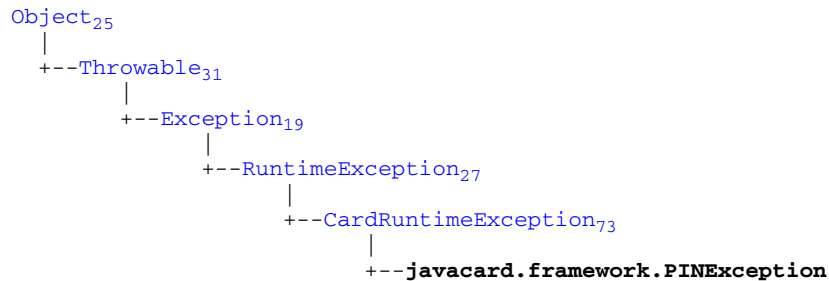 Object25
|
+--Throwable31
|
+--Exception19
|
+--RuntimeException27
|
+--CardRuntimeException73
|
+--javacard.framework.PINException